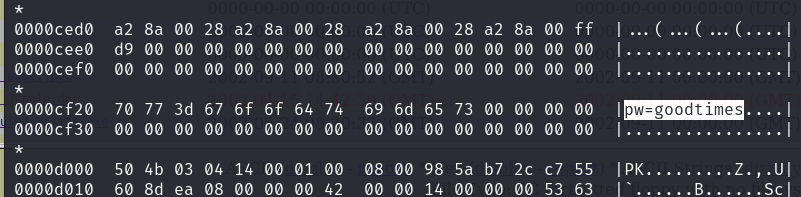 *
0000ced0 a2 8a 00 28 a2 8a 00 28 a2 8a 00 28 a2 8a 00 ff |...(...(...(....|
0000cee0 d9 00 00 00 00 00 00 00 00 00 00 00 00 00 00 00 |................|
0000cef0 00 00 00 00 00 00 00 00 00 00 00 00 00 00 00 00 |................|
*
0000cf20 70 77 3d 67 6f 6f 64 74 69 6d 65 73 00 00 00 00 |pw=goodtimes....|
0000cf30 00 00 00 00 00 00 00 00 00 00 00 00 00 00 00 00 |................|
*
0000d000 50 4b 03 04 14 00 01 00 08 00 98 5a b7 2c c7 55 |PK.........Z.,.U|
0000d010 60 8d ea 08 00 00 00 42 00 00 14 00 00 00 53 63 |`......B......Sc|